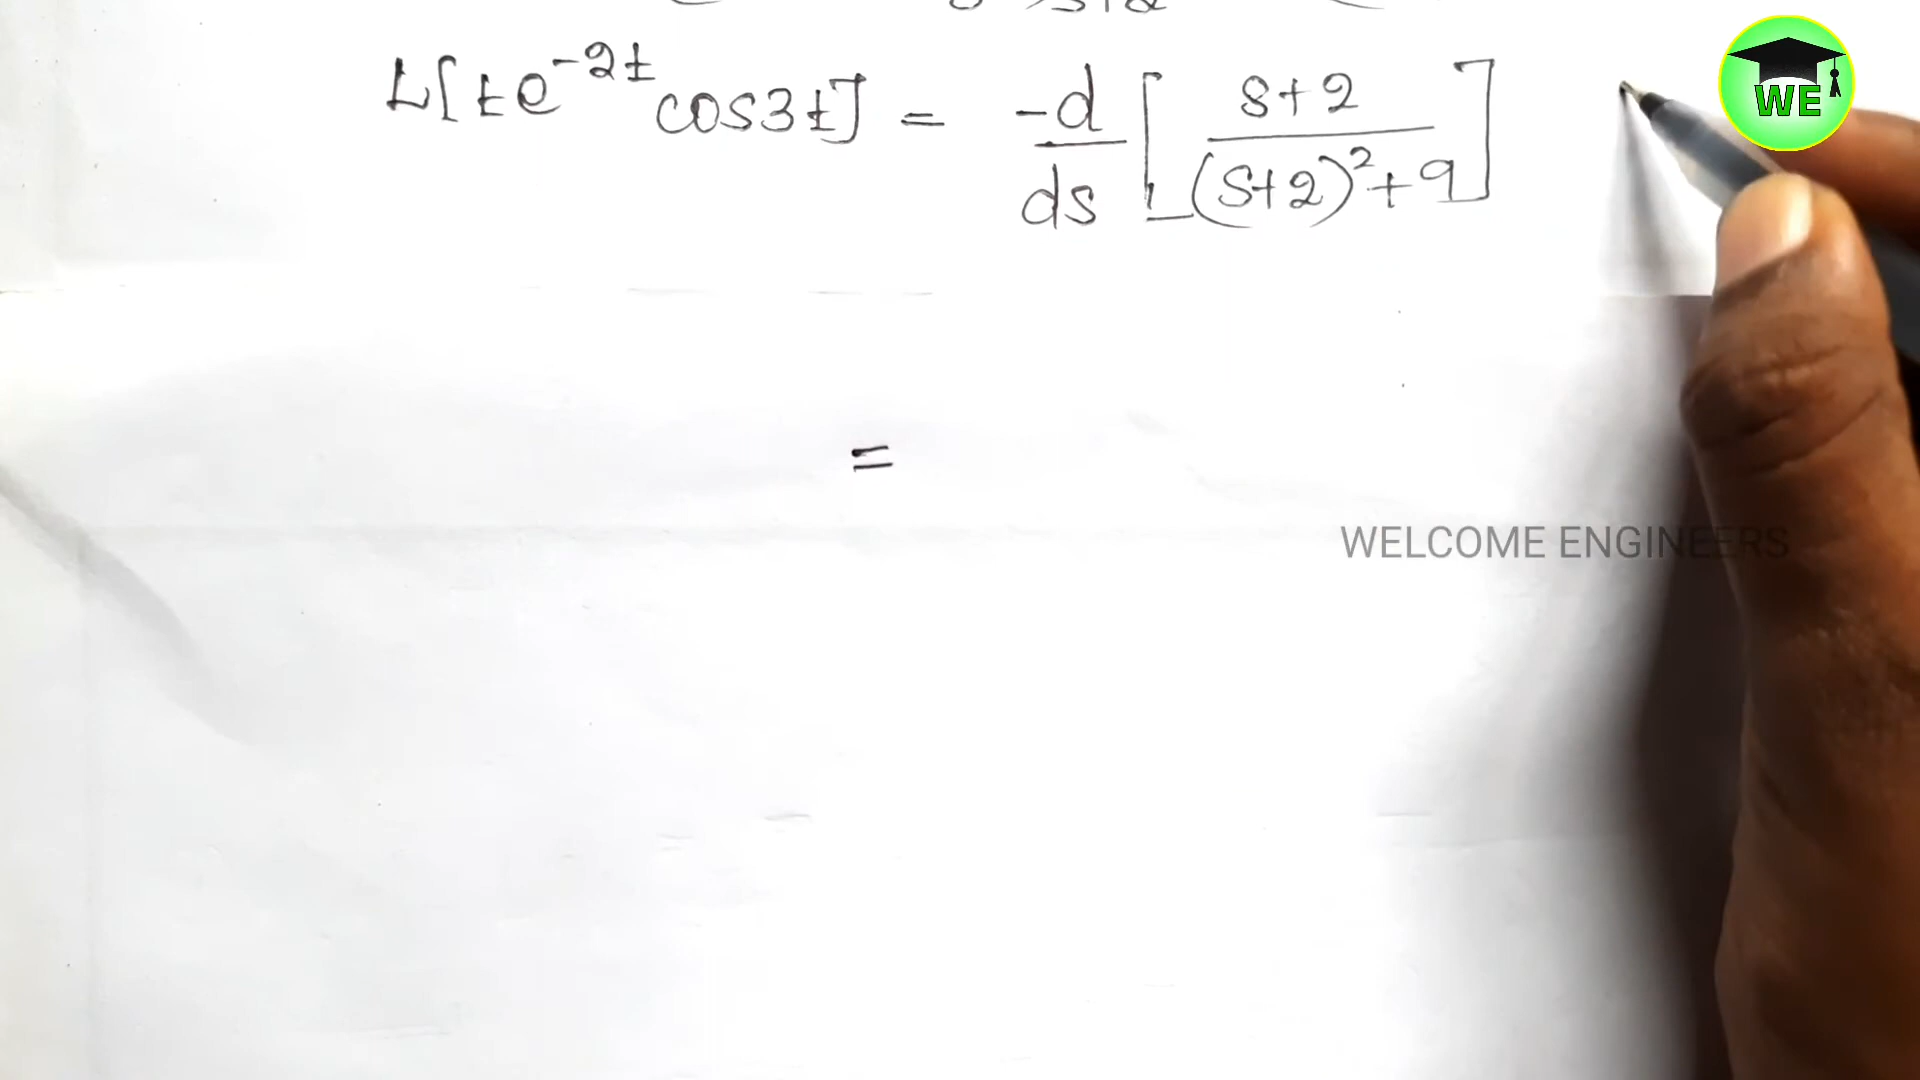 WE
L[te^{-2t} cos3t] = -d/ds [ s+2 / (s+2)^2+9 ]
=
WELCOME ENGINEERS